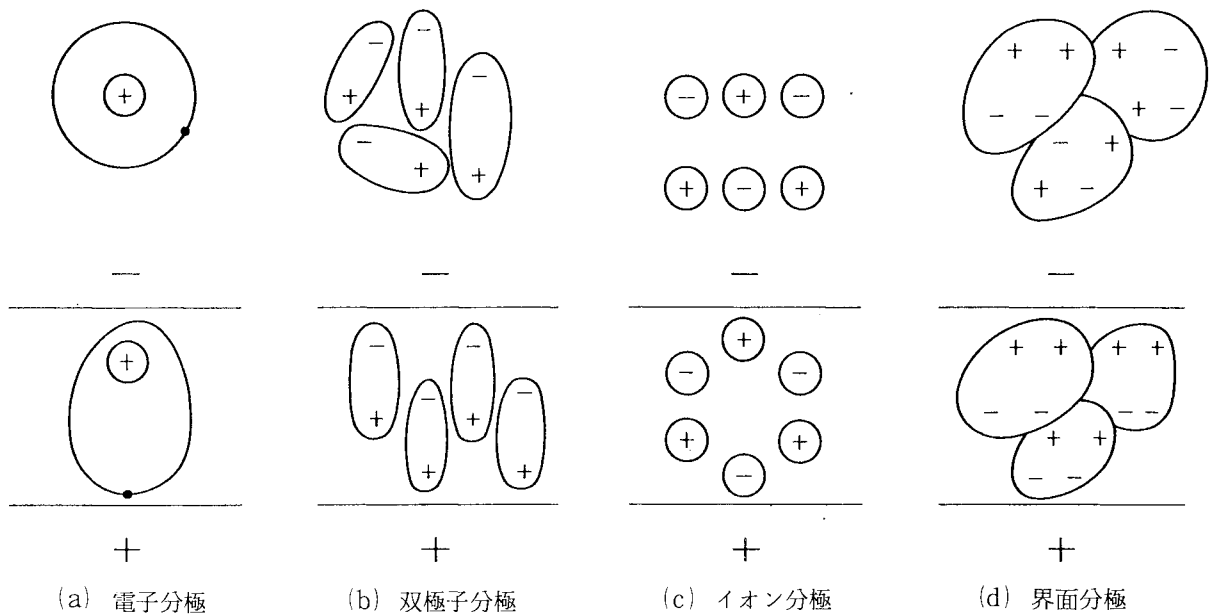 +
− − −
+ + − +
− + −
+ − +
+ + + −
− − + −
− +
+ −
− − − −
+
− −
+ + − −
+ +
+
− −
+ +
−
+ + + +
− − − −
+ +
− −
+ + + +
(a) 電子分極 (b) 双極子分極 (c) イオン分極 (d) 界面分極